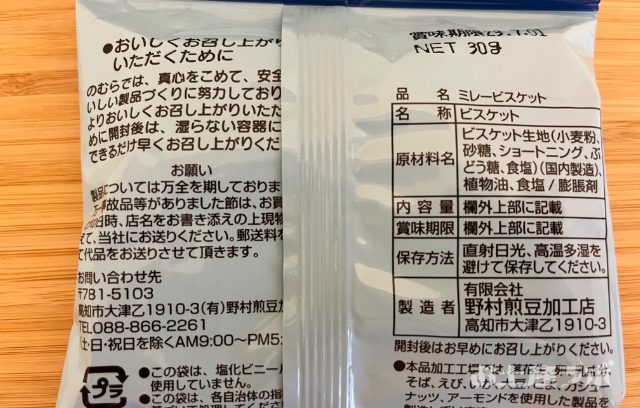 ●おいしくお召し上がり
いただくために
のむらでは、真心をこめて、安全
いしい製品づくりに努力しており
よりおいしくお召し上がりいただ
めに開封後は、湿らない容器に
できるだけ早くお召し上がりくだ
お願い
製品については万全を期しておりま
事故品等がありました節は、お買
日時、店名をお書き添えの上現物
て、当社にお送りください。郵送料
て代品をお送りさせて頂きます。
お問い合わせ先
〒781-5103
高知市大津乙1910-3(有)野村煎豆加
TEL088-866-2261
土・日・祝日を除くAM9:00〜PM5:
●この袋は、塩化ビニール
使用していません。
●この袋は、各自治体の指
プラ
賞味期限23.7.01
NET 30g
品名 ミレービスケット
名称 ビスケット
原材料名 ビスケット生地(小麦粉、
砂糖、ショートニング、ぶ
どう糖、食塩)(国内製造)、
植物油、食塩/膨脹剤
内容量 欄外上部に記載
賞味期限 欄外上部に記載
保存方法 直射日光、高温多湿を
避けて保存してください。
製造者 有限会社
野村煎豆加工店
高知市大津乙1910-3
開封後はお早めにお召し上がりください。
●本品加工工場では、落花生
そば、えび、
ナッツ、アーモンドを使用した製品を